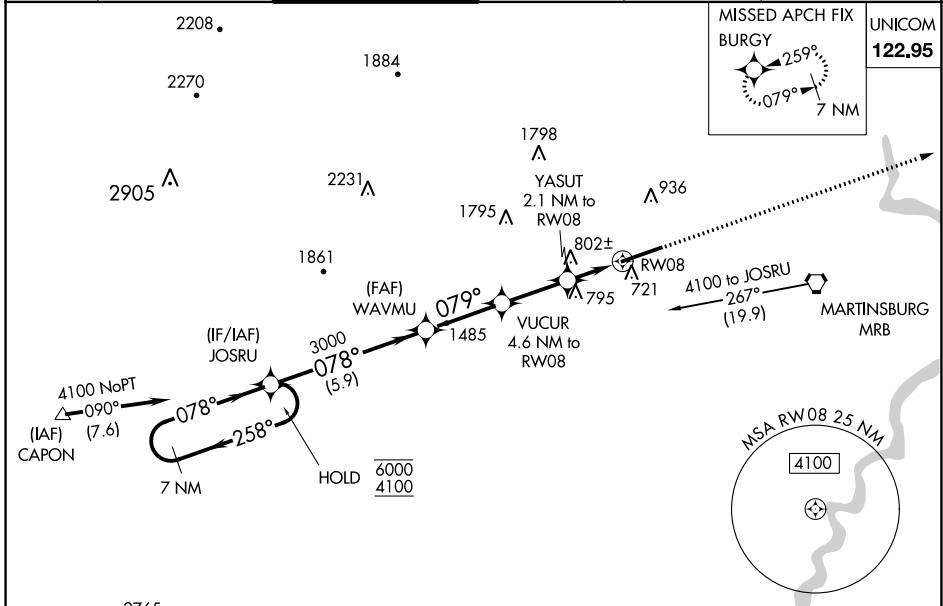 2208
2270
1884
MISSED APCH FIX
BURGY
259°
079°
7 NM
UNICOM
122.95
2905
2231
1798
YASUT
2.1 NM to
RW08
1795
936
1861
802±
RW08
795
721
4100 to JOSRU
267°
(19.9)
MARTINSBURG
MRB
(FAF)
WAVMU
079°
1485
VUCUR
4.6 NM to
RW08
(IF/IAF)
JOSRU
3000
078°
(5.9)
4100 NoPT
090°
(7.6)
(IAF)
CAPON
078°
258°
7 NM
HOLD
6000
4100
MSA RW08 25 NM
4100